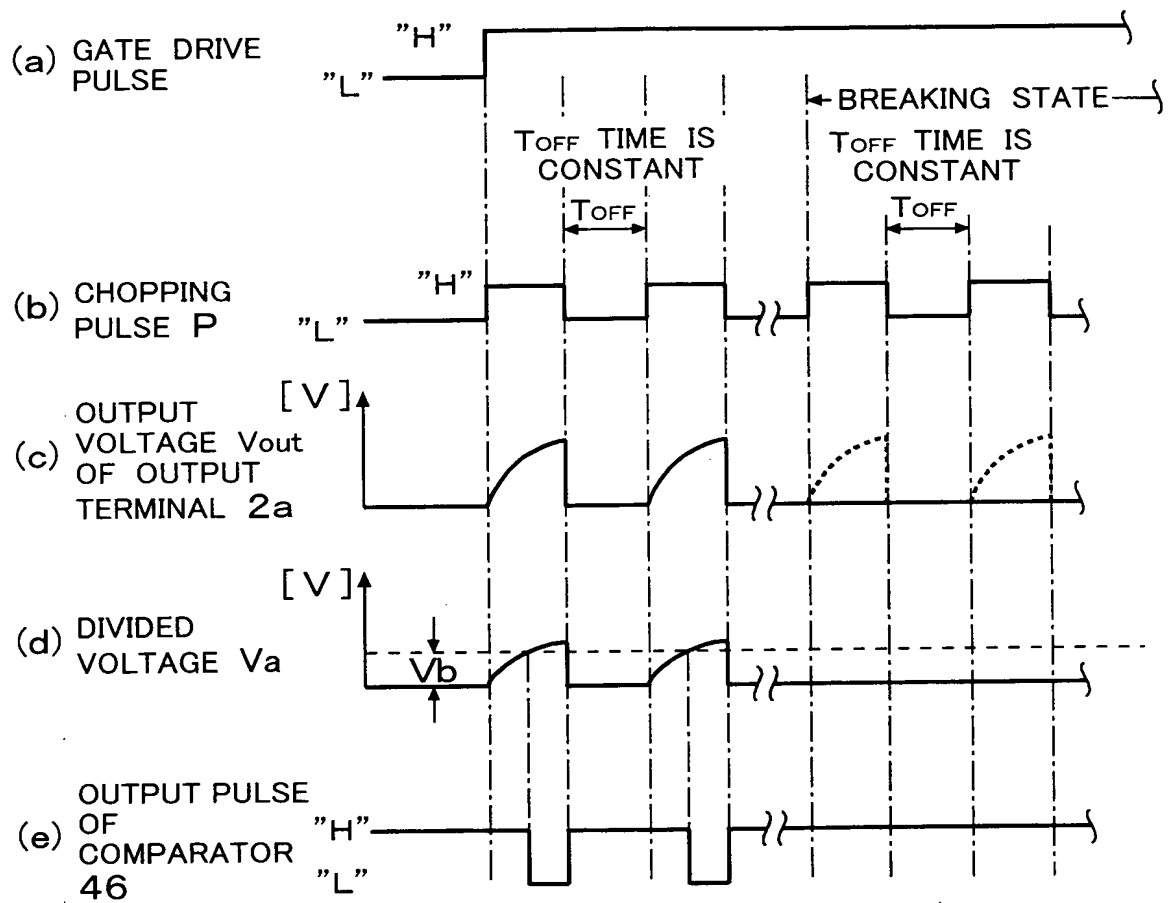 (a) GATE DRIVE
PULSE
"H"
"L"
BREAKING STATE
TOFF TIME IS
CONSTANT
TOFF
TOFF TIME IS
CONSTANT
TOFF
(b) CHOPPING
PULSE P
"H"
"L"
(c) OUTPUT
VOLTAGE Vout
OF OUTPUT
TERMINAL 2a
[V]
(d) DIVIDED
VOLTAGE Va
[V]
Vb
(e) OUTPUT PULSE
OF
COMPARATOR
46
"H"
"L"